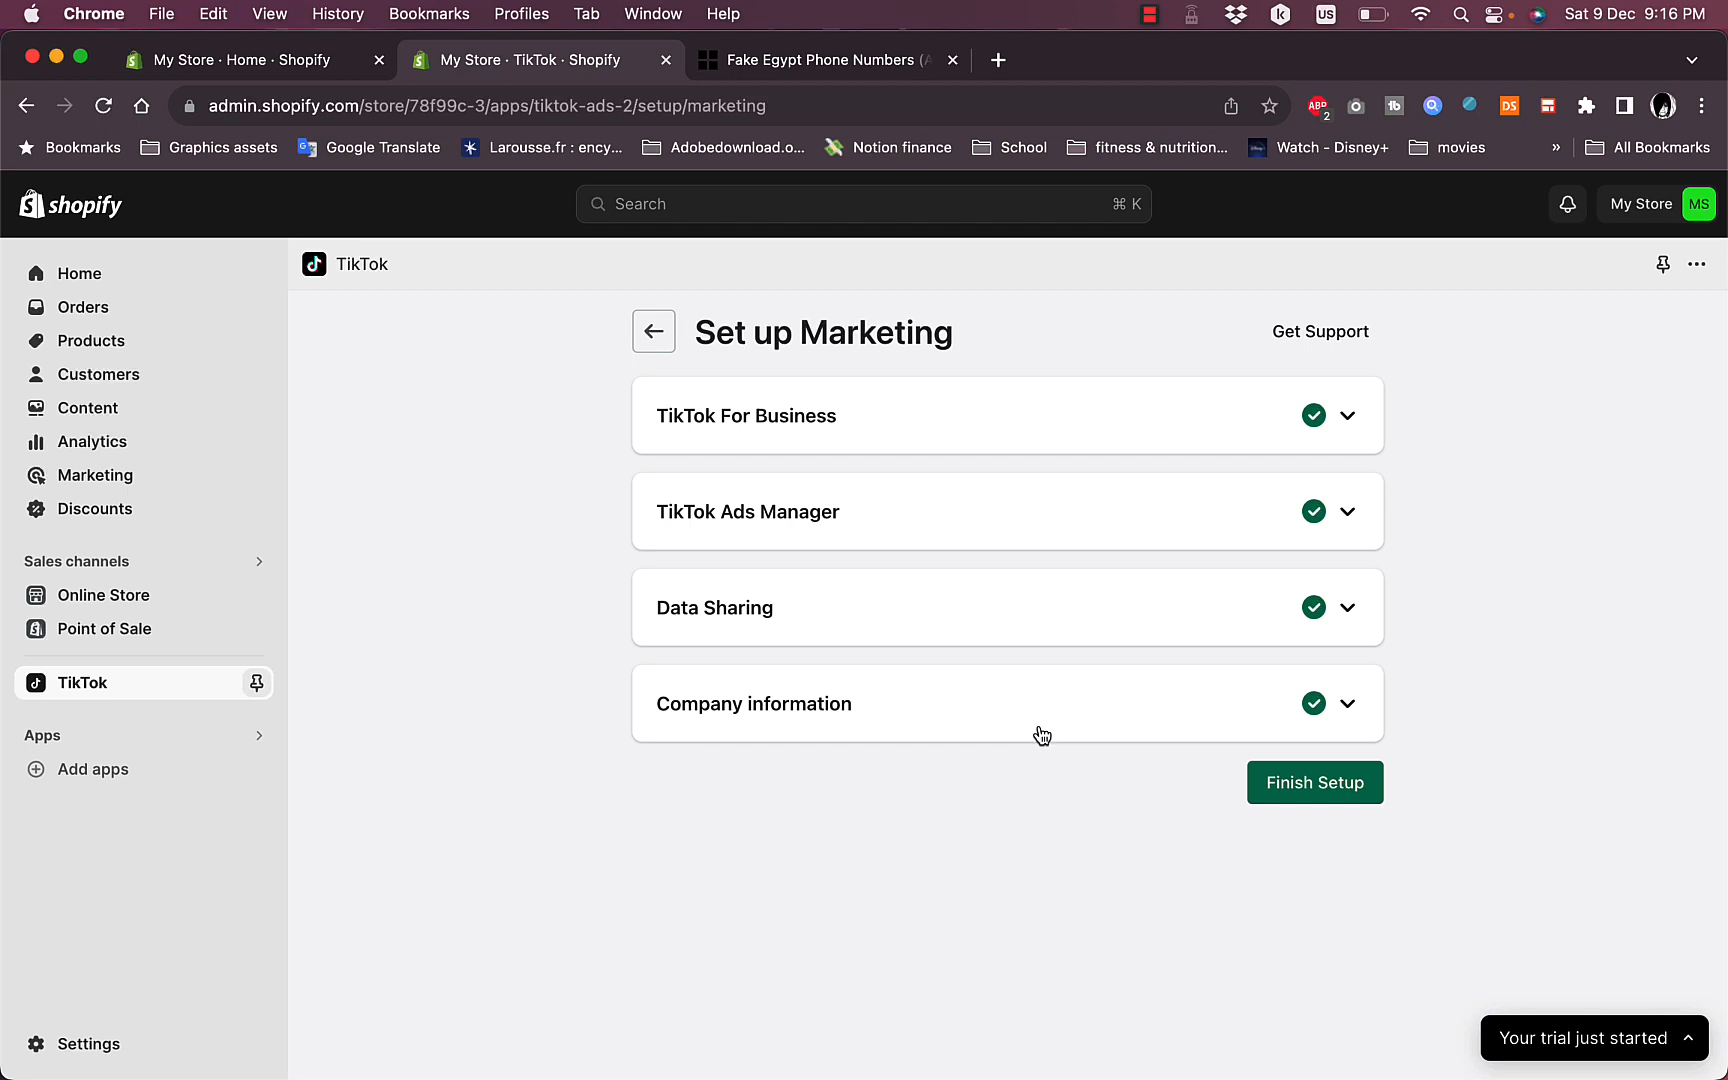 Chrome File Edit View History Bookmarks Profiles Tab Window Help US Sat 9 Dec 9:16 PM
My Store · Home · Shopify My Store · TikTok · Shopify Fake Egypt Phone Numbers
admin.shopify.com/store/78f99c-3/apps/tiktok-ads-2/setup/marketing ABP 2 tb DS
Bookmarks Graphics assets Google Translate Larousse.fr : ency... Adobedownload.o... Notion finance School fitness & nutrition... Watch - Disney+ movies » All Bookmarks
shopify Search ⌘ K My Store MS
TikTok
Home
Orders
Products
Customers
Content
Analytics
Marketing
Discounts
Sales channels
Online Store
Point of Sale
TikTok
Apps
Add apps
Settings
Set up Marketing Get Support
TikTok For Business
TikTok Ads Manager
Data Sharing
Company information
Finish Setup
Your trial just started